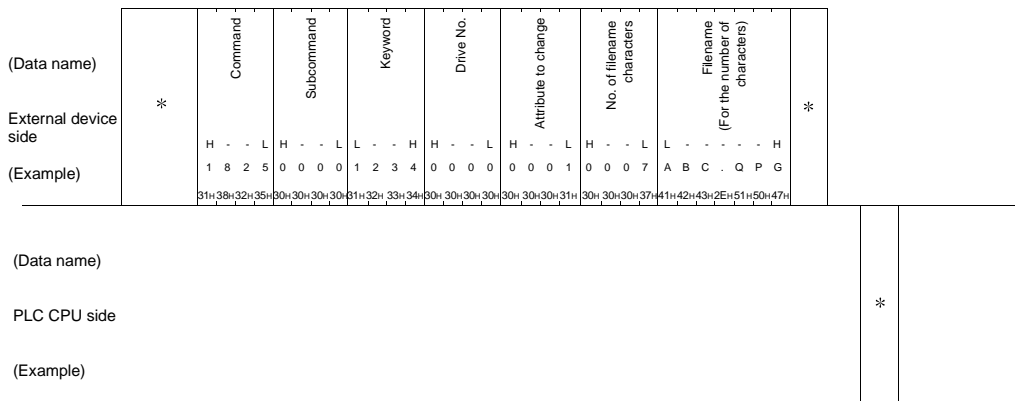 (Data name)
External device
side
(Example)
*
Command
Subcommand
Keyword
Drive No.
Attribute to change
No. of filename
characters
Filename
(For the number of
characters)
*
H - - L H - - L L - - H H - - L H - - L H - - L L - - - - - H
1 8 2 5 0 0 0 0 1 2 3 4 0 0 0 0 0 0 0 1 0 0 0 7 A B C . Q P G
31H 38H 32H 35H 30H 30H 30H 30H 31H 32H 33H 34H 30H 30H 30H 30H 30H 30H 30H 31H 30H 30H 30H 37H 41H 42H 43H 2EH 51H 50H 47H
(Data name)
PLC CPU side
(Example)
*